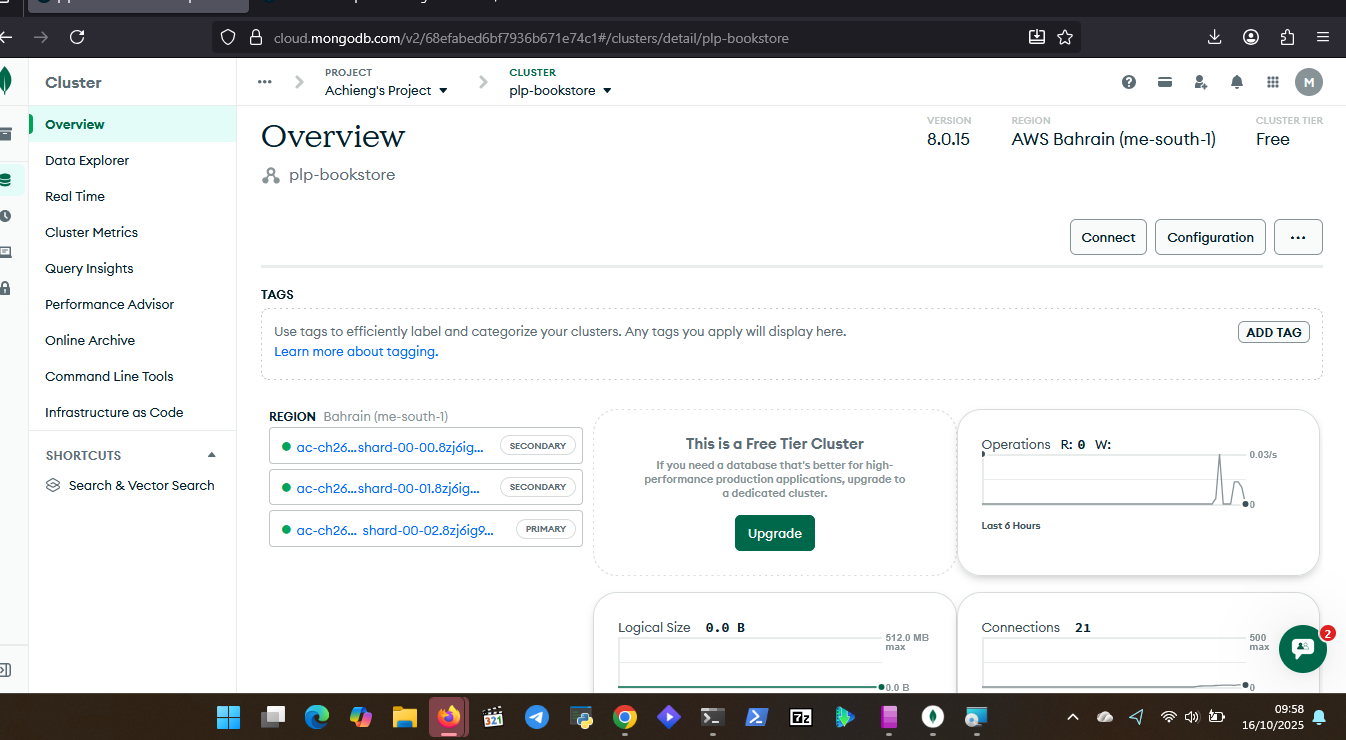 cloud.mongodb.com/v2/68efabed6bf7936b671e74c1#/clusters/detail/plp-bookstore
Cluster
PROJECT
Achieng's Project
CLUSTER
plp-bookstore
M
Overview
Data Explorer
Real Time
Cluster Metrics
Query Insights
Performance Advisor
Online Archive
Command Line Tools
Infrastructure as Code
SHORTCUTS
Search & Vector Search
Overview
plp-bookstore
VERSION
8.0.15
REGION
AWS Bahrain (me-south-1)
CLUSTER TIER
Free
Connect
Configuration
...
TAGS
Use tags to efficiently label and categorize your clusters. Any tags you apply will display here.
Learn more about tagging.
ADD TAG
REGION Bahrain (me-south-1)
ac-ch26...shard-00-00.8zj6ig... SECONDARY
ac-ch26...shard-00-01.8zj6ig... SECONDARY
ac-ch26... shard-00-02.8zj6ig9... PRIMARY
This is a Free Tier Cluster
If you need a database that's better for high-
performance production applications, upgrade to
a dedicated cluster.
Upgrade
Operations R: 0 W:
0.03/s
0
Last 6 Hours
Logical Size 0.0 B
512.0 MB
max
0.0 B
Connections 21
500
max
0
2
321
7z
09:58
16/10/2025